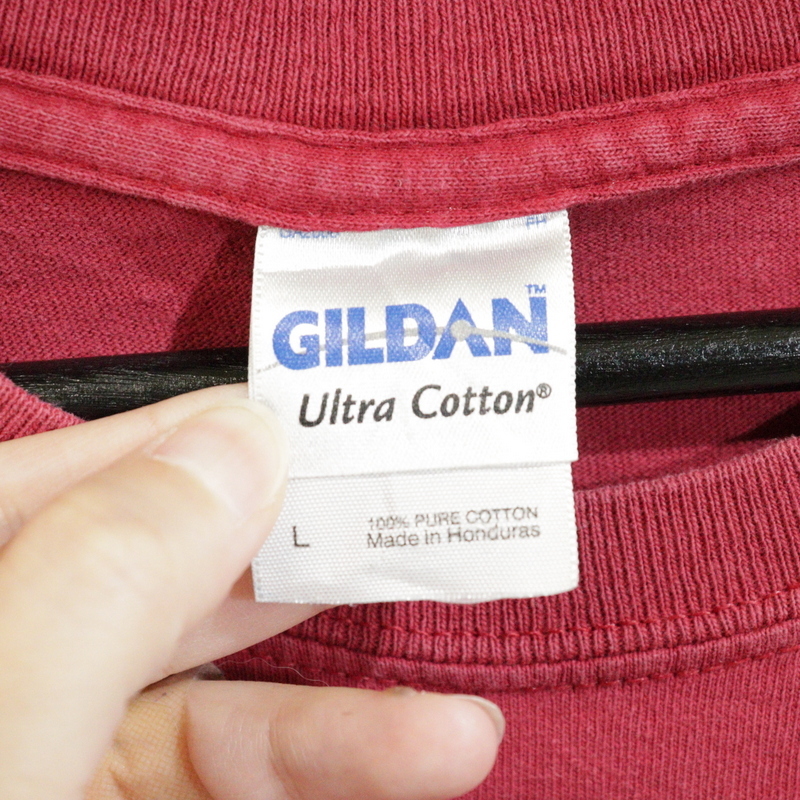 GILDAN™
Ultra Cotton®
L
100% PURE COTTON
Made in Honduras